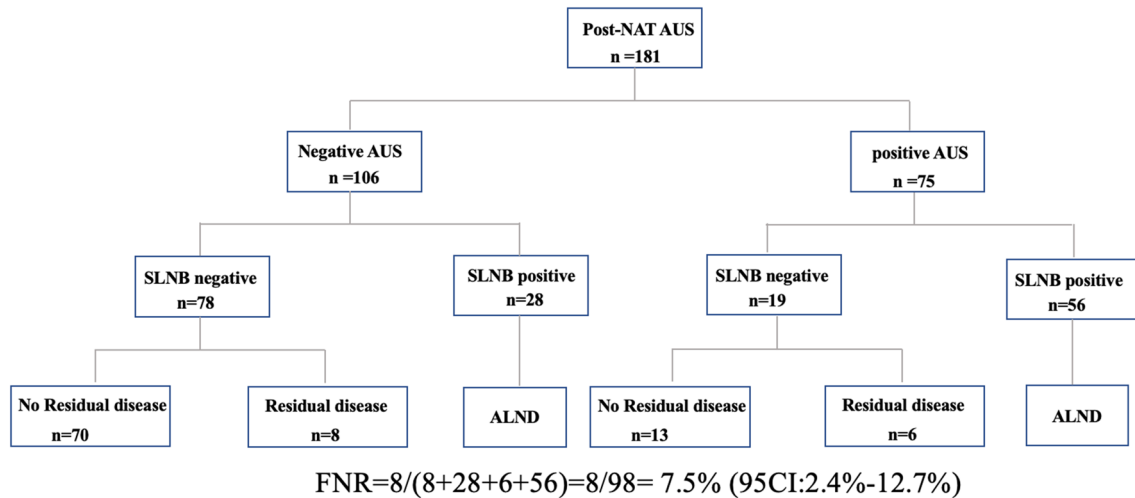 Post-NAT AUS
n =181
Negative AUS
n =106
positive AUS
n =75
SLNB negative
n=78
SLNB positive
n=28
SLNB negative
n=19
SLNB positive
n=56
No Residual disease
n=70
Residual disease
n=8
ALND
No Residual disease
n=13
Residual disease
n=6
ALND
FNR=8/(8+28+6+56)=8/98= 7.5% (95CI:2.4%-12.7%)